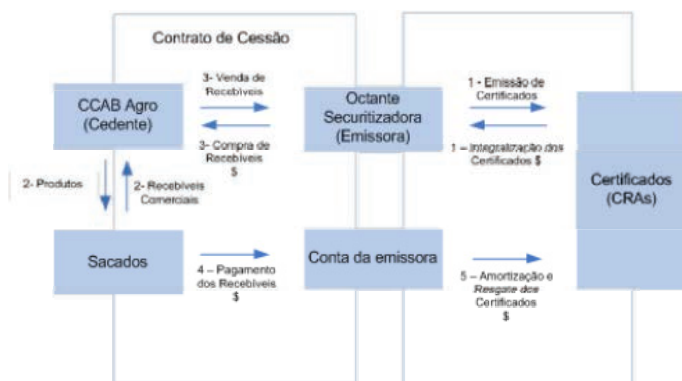 Contrato de Cessão
CCAB Agro
(Cedente)
3- Venda de
Recebíveis
3- Compra de
Recebíveis
$
Octante
Securitizadora
(Emissora)
1 - Emissão de
Certificados
1 – Integralização dos
Certificados $
Certificados
(CRAs)
2- Produtos
2- Recebíveis
Comerciais
Sacados
4 – Pagamento
dos Recebíveis
$
Conta da emissora
5 – Amortização e
Resgate dos
Certificados
$